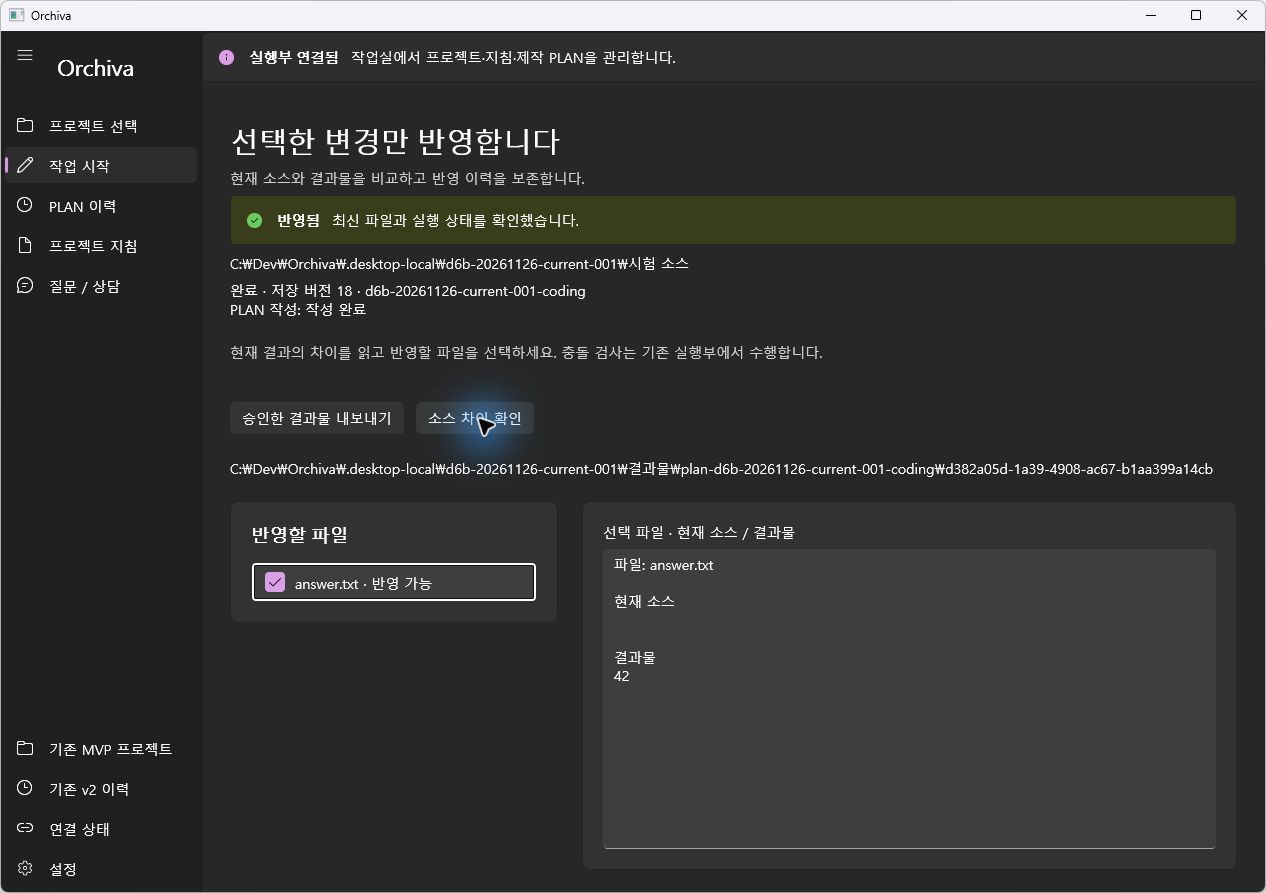 Orchiva
Orchiva
실행부 연결됨 작업실에서 프로젝트·지침·제작 PLAN을 관리합니다.
프로젝트 선택
작업 시작
PLAN 이력
프로젝트 지침
질문 / 상담
기존 MVP 프로젝트
기존 v2 이력
연결 상태
설정
선택한 변경만 반영합니다
현재 소스와 결과물을 비교하고 반영 이력을 보존합니다.
반영됨 최신 파일과 실행 상태를 확인했습니다.
C:₩Dev₩Orchiva₩.desktop-local₩d6b-20261126-current-001₩시험 소스
완료 · 저장 버전 18 · d6b-20261126-current-001-coding
PLAN 작성: 작성 완료
현재 결과의 차이를 읽고 반영할 파일을 선택하세요. 충돌 검사는 기존 실행부에서 수행합니다.
승인한 결과물 내보내기
소스 차이 확인
C:₩Dev₩Orchiva₩.desktop-local₩d6b-20261126-current-001₩결과물₩plan-d6b-20261126-current-001-coding₩d382a05d-1a39-4908-ac67-b1aa399a14cb
반영할 파일
answer.txt · 반영 가능
선택 파일 · 현재 소스 / 결과물
파일: answer.txt
현재 소스
결과물
42